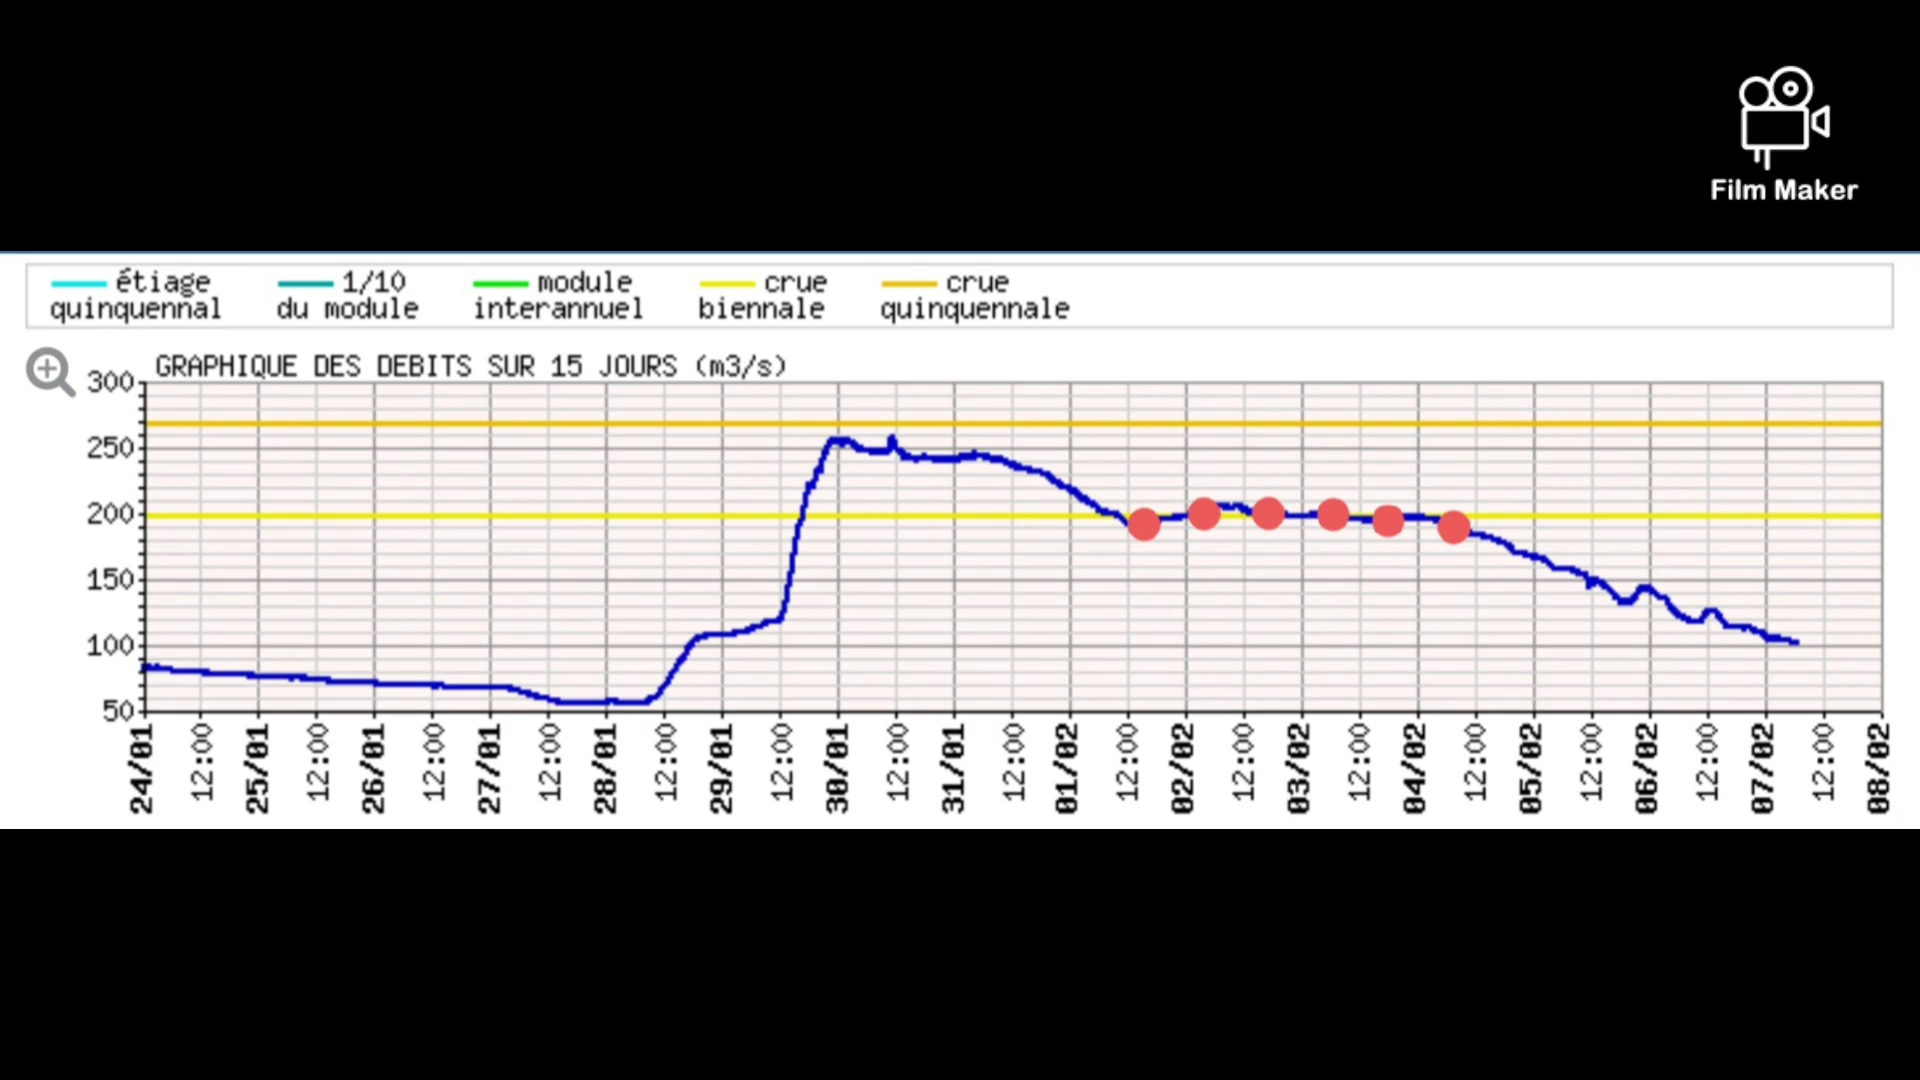 Film Maker
étiage quinquennal
1/10 du module
module interannuel
crue biennale
crue quinquennale
GRAPHIQUE DES DEBITS SUR 15 JOURS (m3/s)
300
250
200
150
100
50
24/01 12:00 25/01 12:00 26/01 12:00 27/01 12:00 28/01 12:00 29/01 12:00 30/01 12:00 31/01 12:00 01/02 12:00 02/02 12:00 03/02 12:00 04/02 12:00 05/02 12:00 06/02 12:00 07/02 12:00 08/02